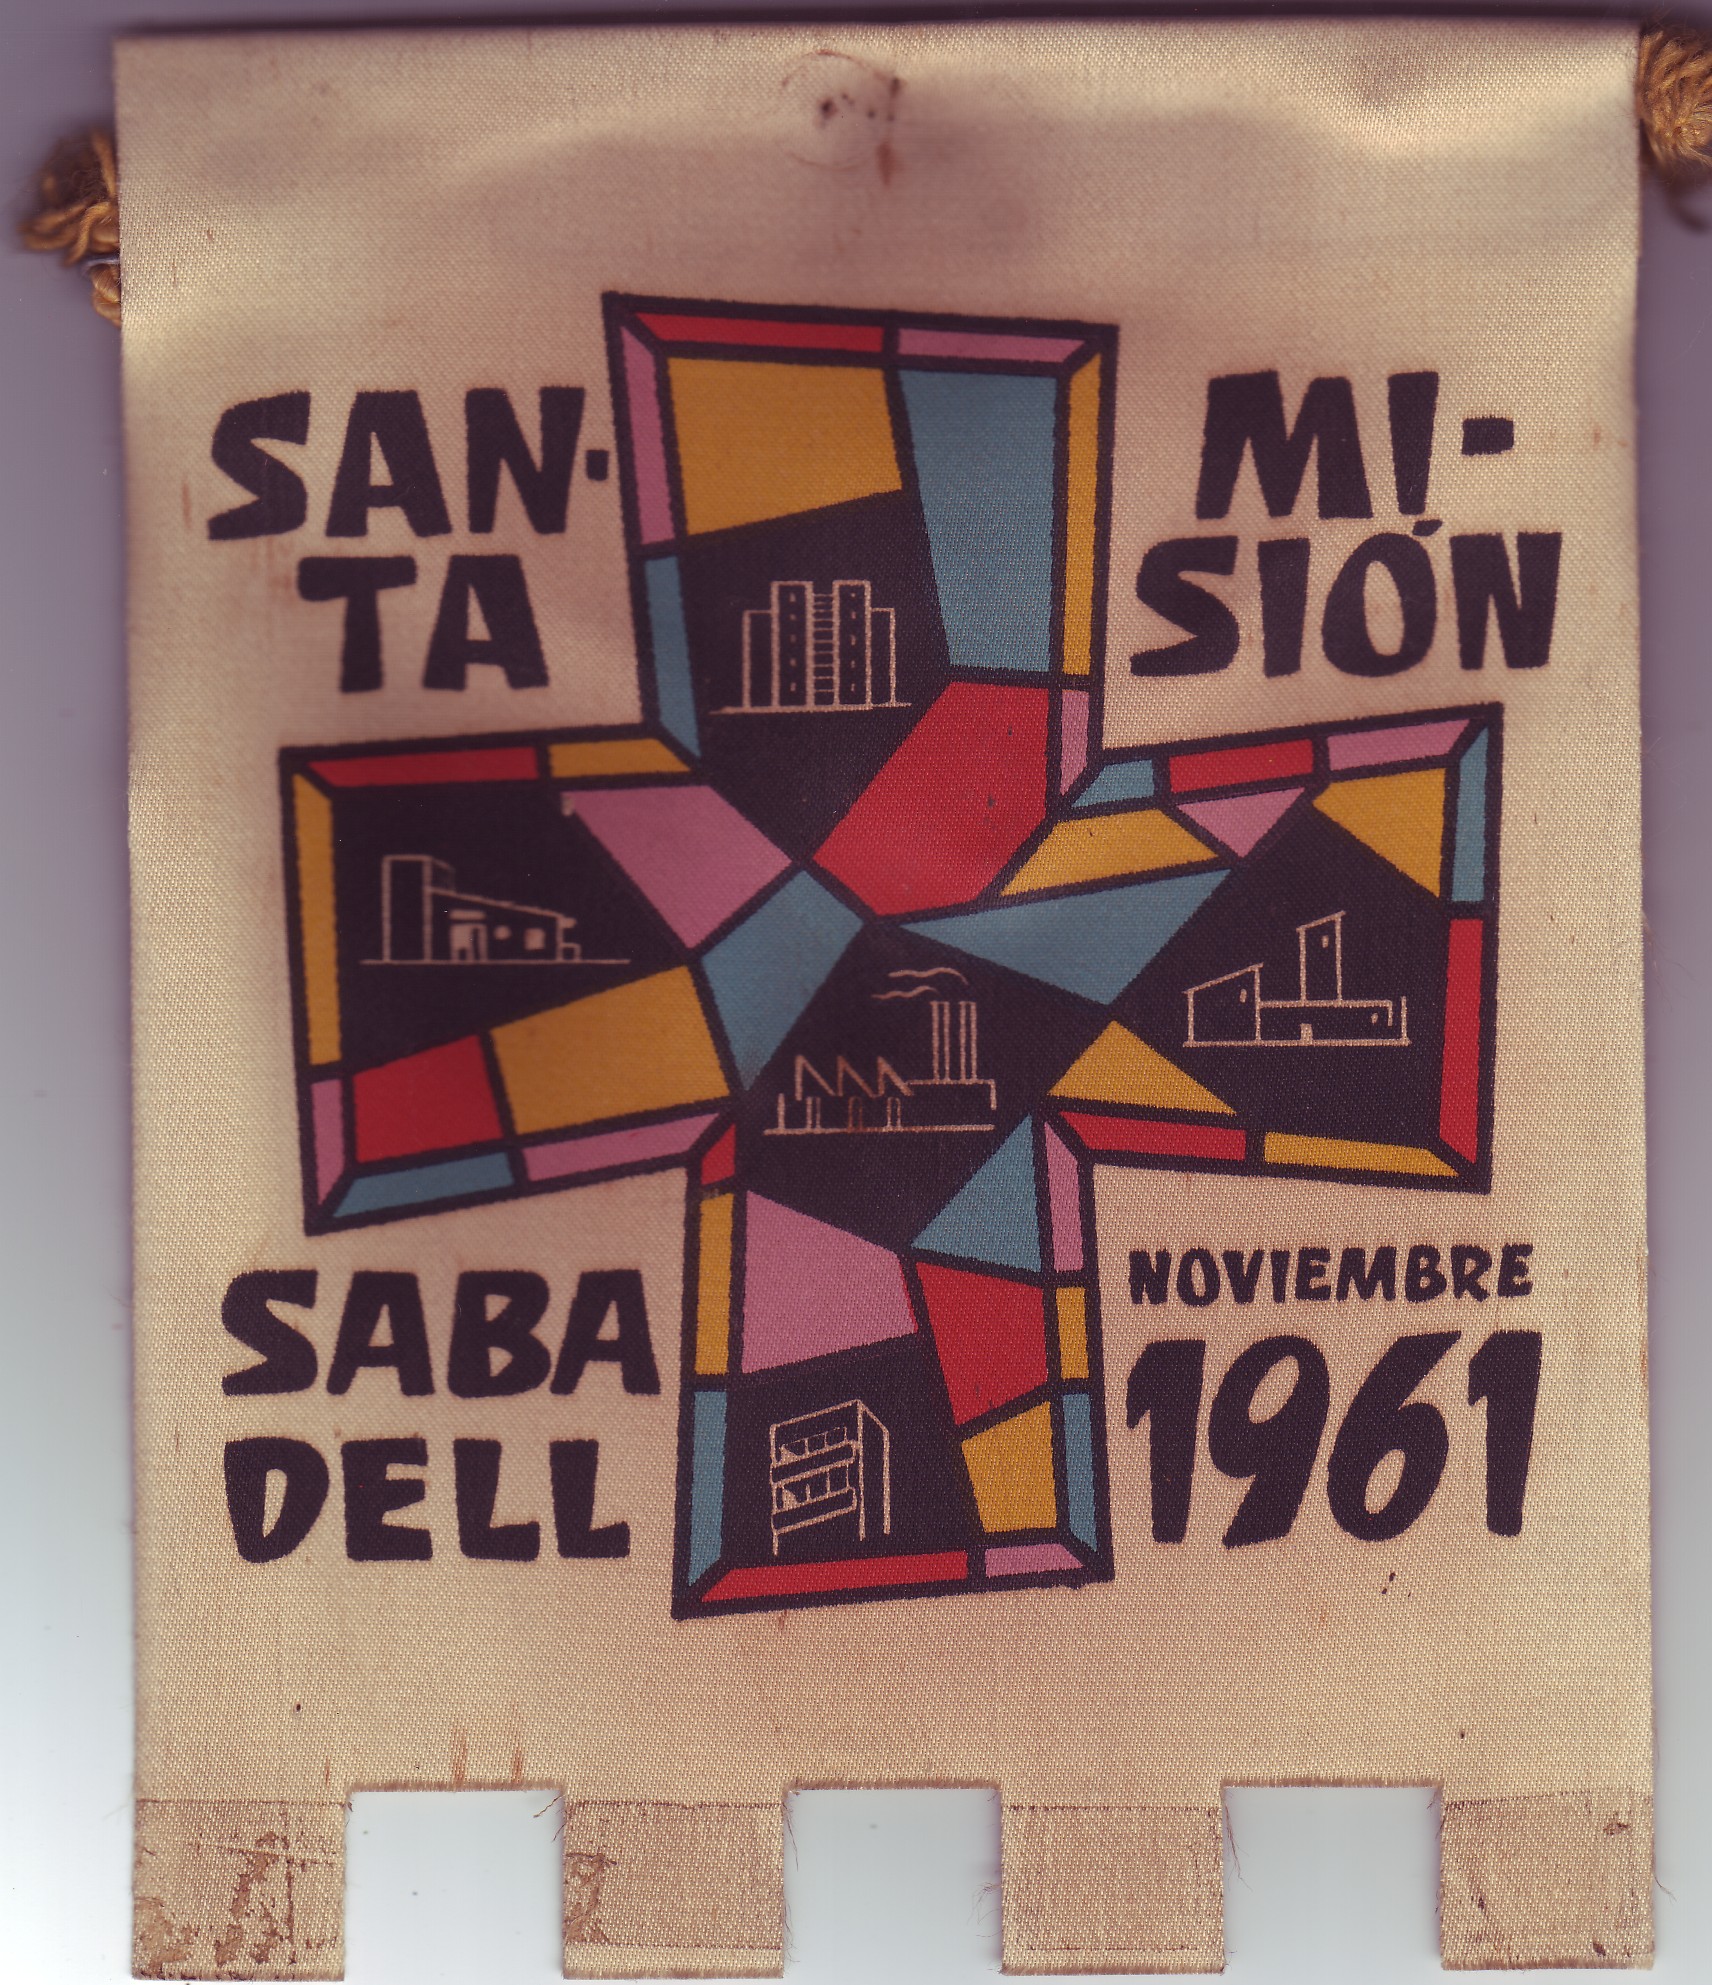 SAN-
TA
MI-
SIÓN
SABA
DELL
NOVIEMBRE
1961